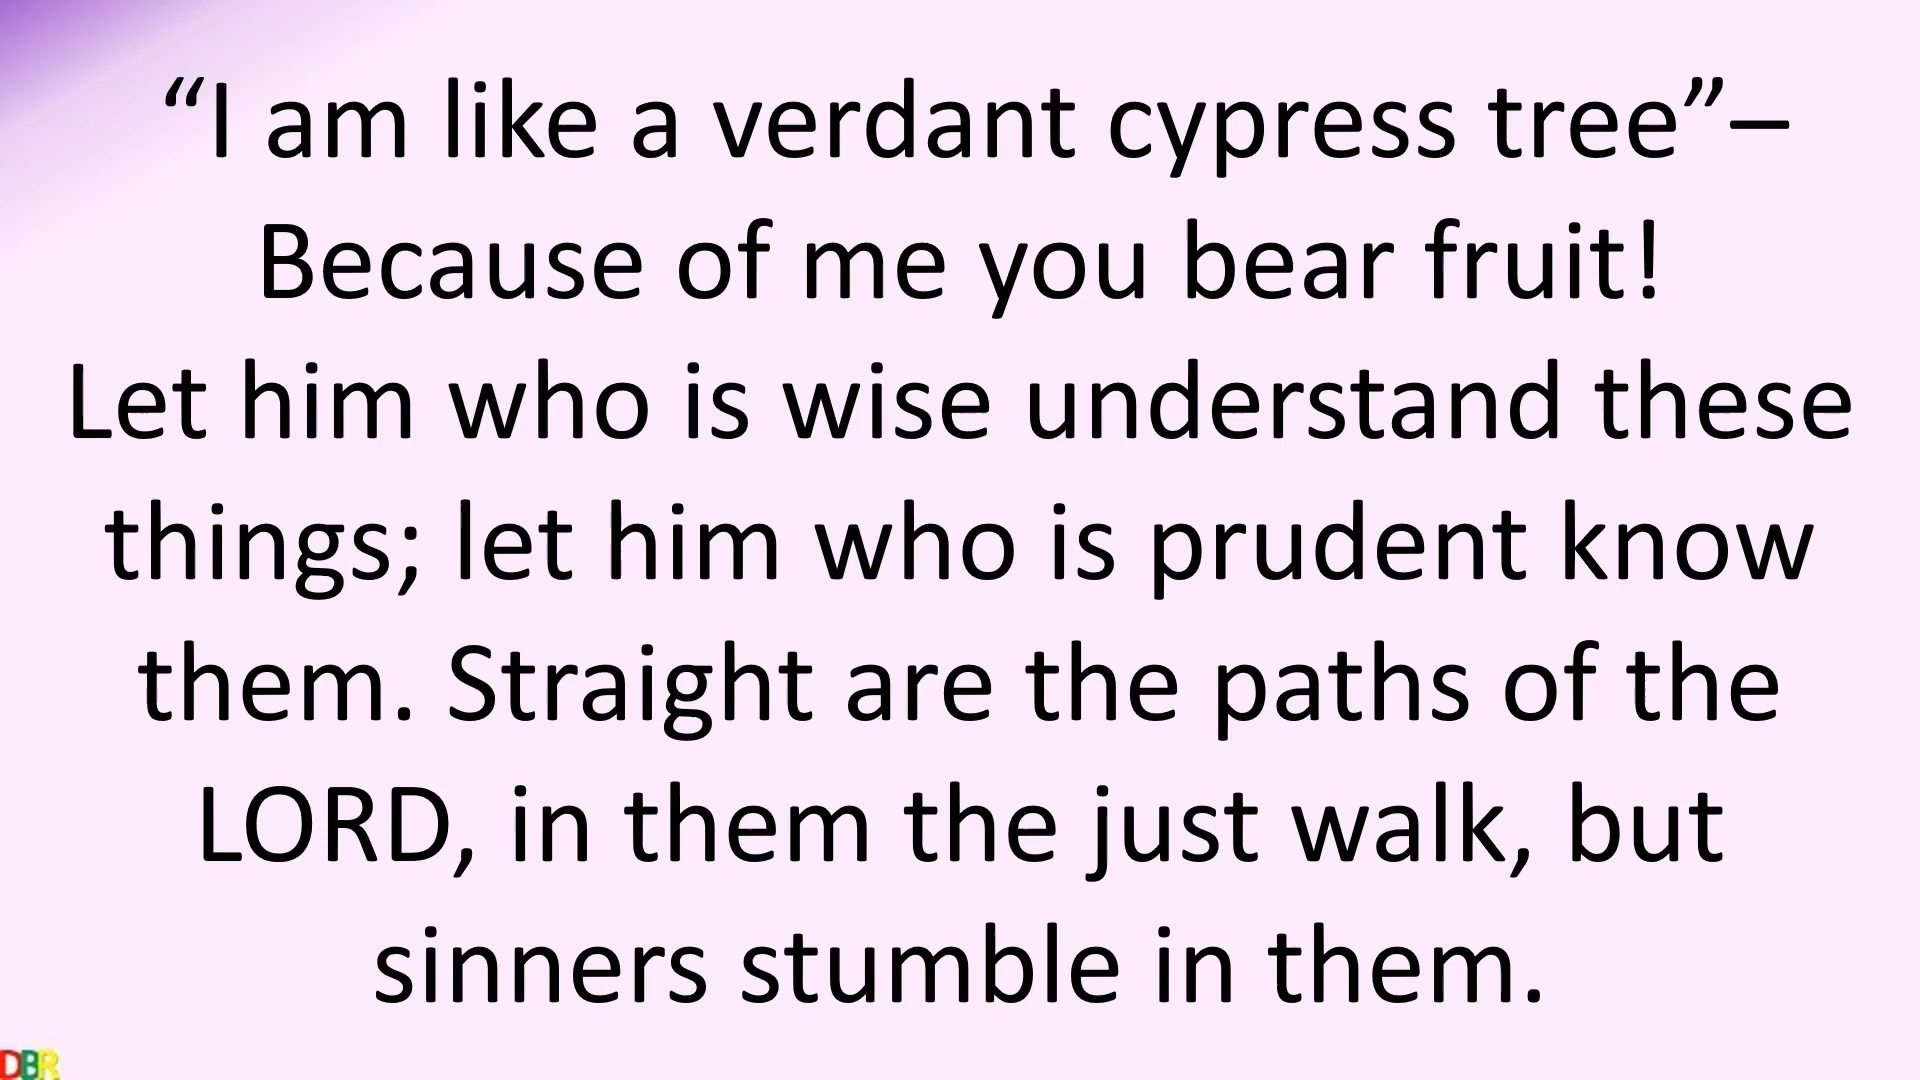 “I am like a verdant cypress tree”–
Because of me you bear fruit!
Let him who is wise understand these
things; let him who is prudent know
them. Straight are the paths of the
LORD, in them the just walk, but
sinners stumble in them.
DBR